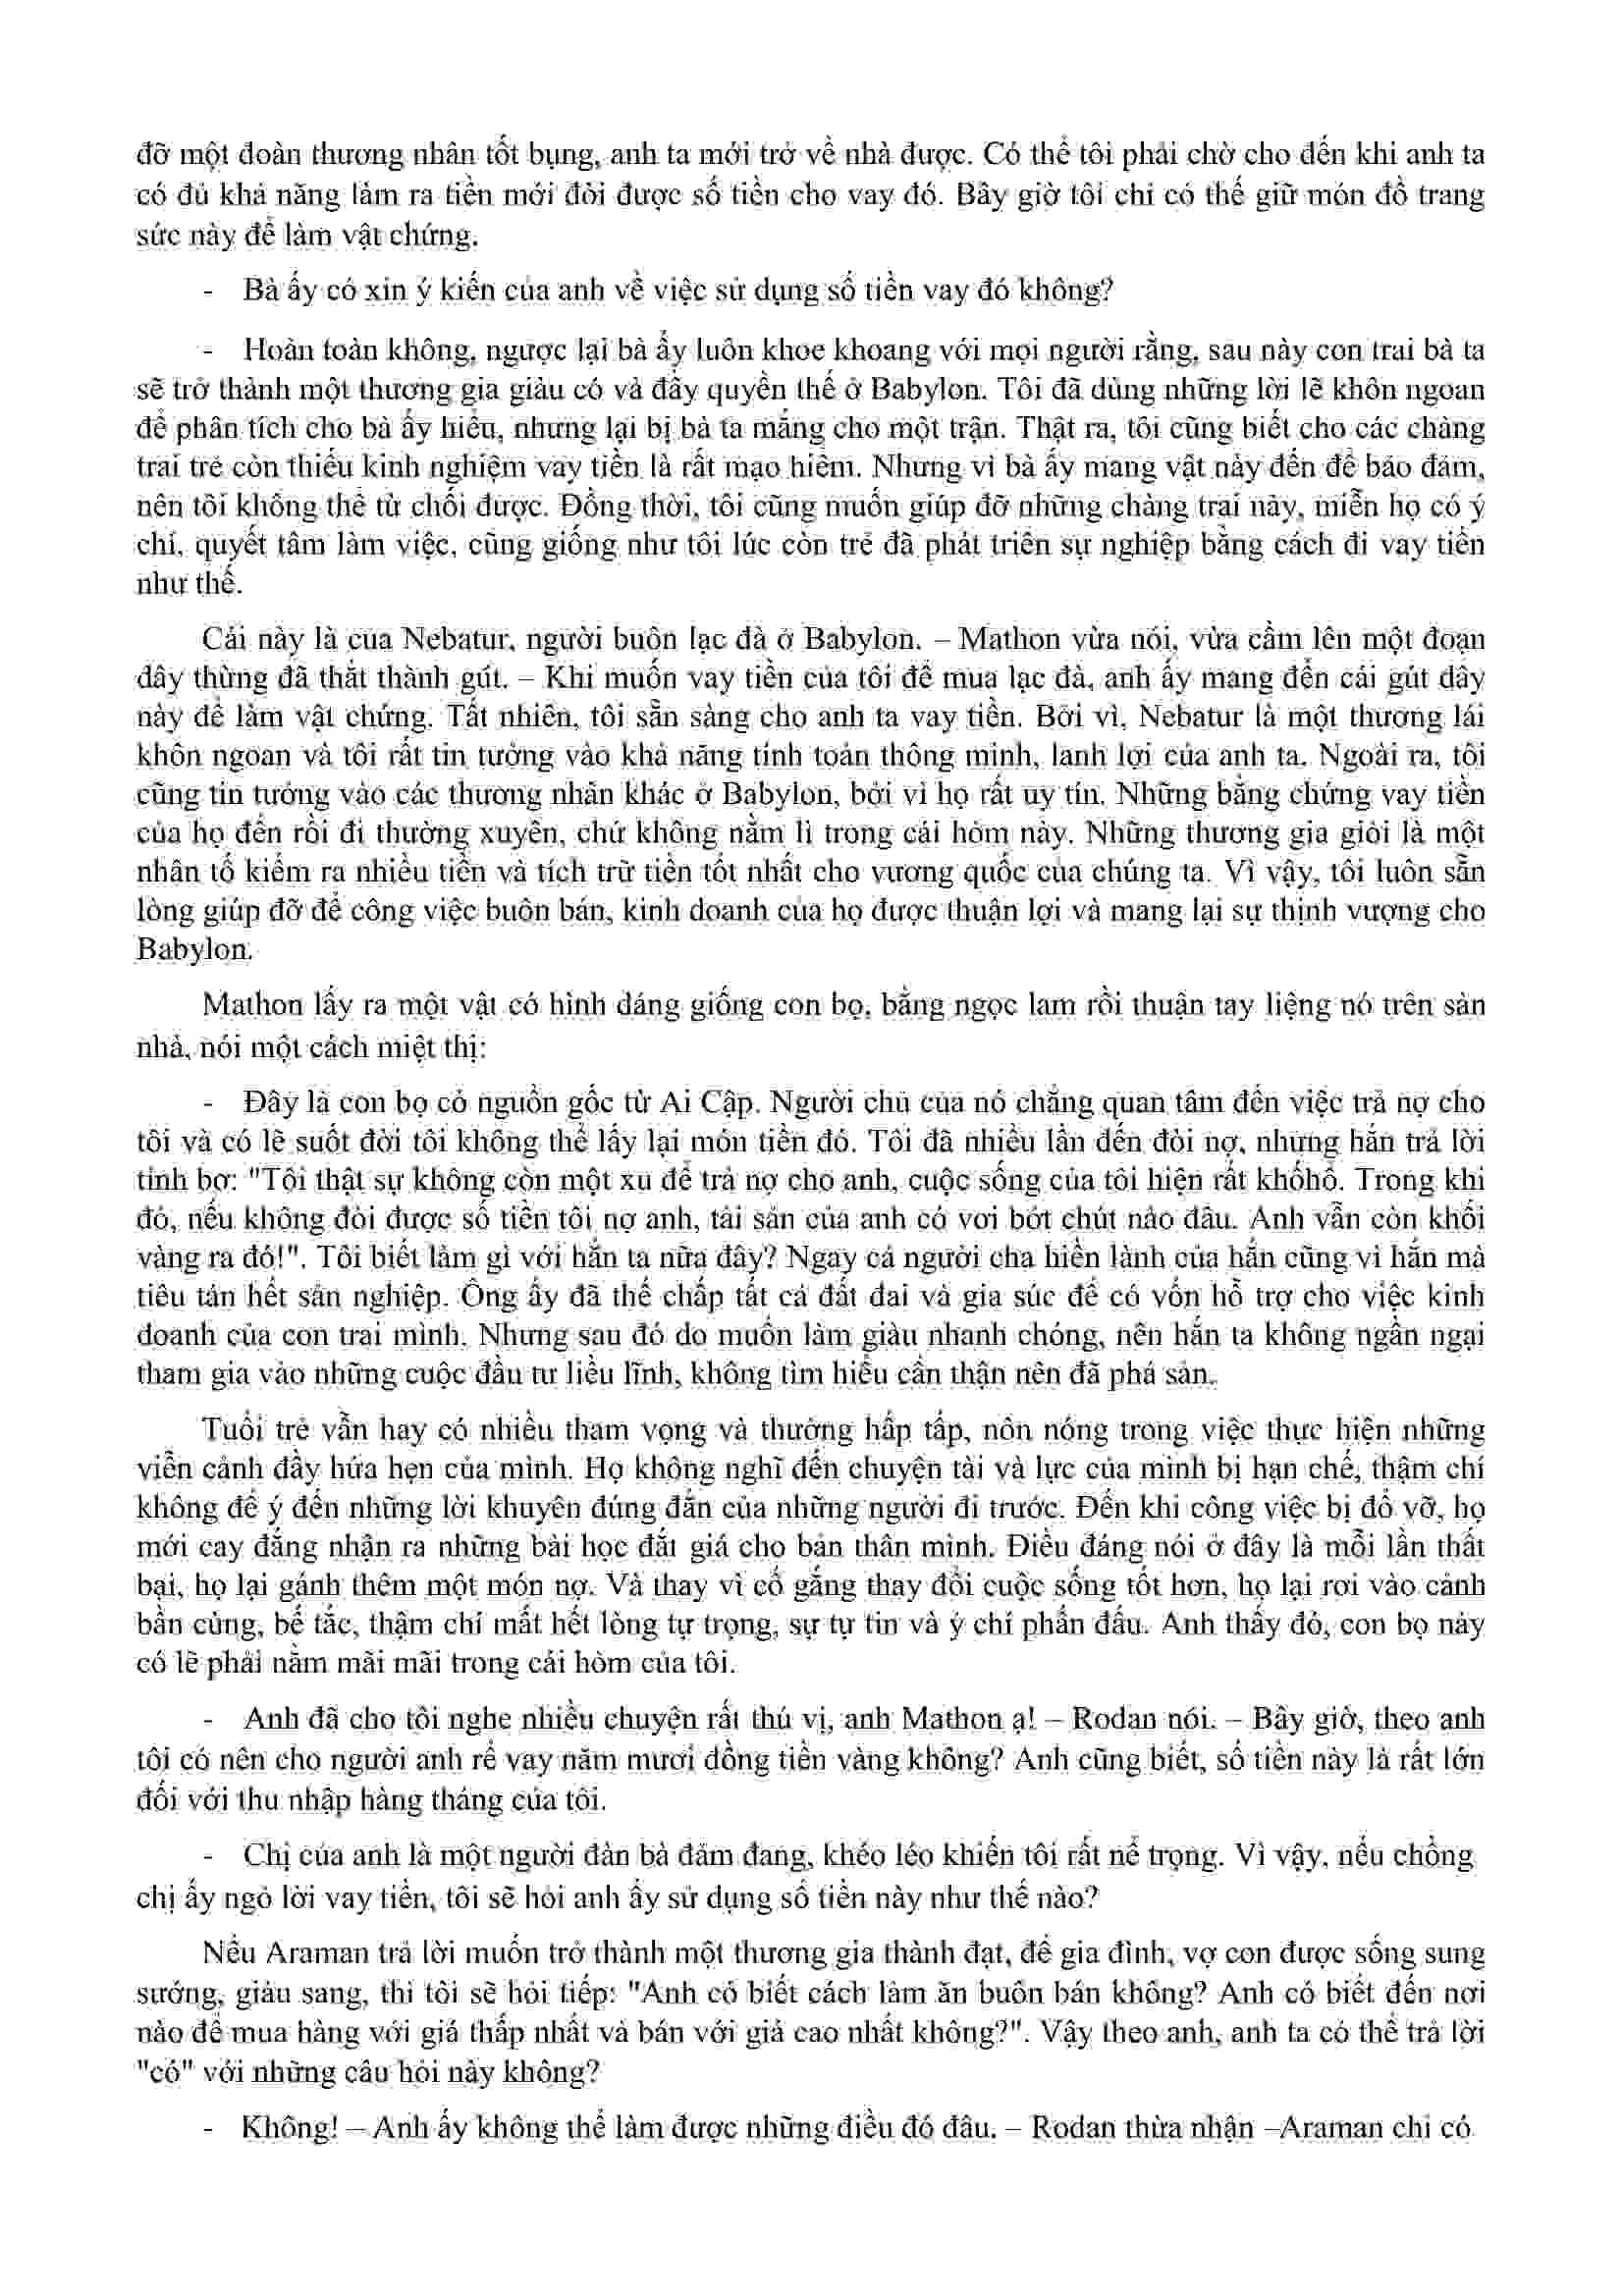 đỡ một đoàn thương nhân tốt bụng, anh ta mới trở về nhà được. Có thể tôi phải chờ cho đến khi anh ta
có đủ khả năng làm ra tiền mới đòi được số tiền cho vay đó. Bây giờ tôi chỉ có thể giữ món đồ trang
sức này để làm vật chứng.
- Bà ấy có xin ý kiến của anh về việc sử dụng số tiền vay đó không?
- Hoàn toàn không, ngược lại bà ấy luôn khoe khoang với mọi người rằng, sau này con trai bà ta
sẽ trở thành một thương gia giàu có và đầy quyền thế ở Babylon. Tôi đã dùng những lời lẽ khôn ngoan
để phân tích cho bà ấy hiểu, nhưng lại bị bà ta mắng cho một trận. Thật ra, tôi cũng biết cho các chàng
trai trẻ còn thiếu kinh nghiệm vay tiền là rất mạo hiểm. Nhưng vì bà ấy mang vật này đến để bảo đảm,
nên tôi không thể từ chối được. Đồng thời, tôi cũng muốn giúp đỡ những chàng trai này, miễn họ có ý
chí, quyết tâm làm việc, cũng giống như tôi lúc còn trẻ đã phát triển sự nghiệp bằng cách đi vay tiền
như thế.
Cái này là của Nebatur, người buôn lạc đà ở Babylon. – Mathon vừa nói, vừa cầm lên một đoạn
dây thừng đã thắt thành gút. – Khi muốn vay tiền của tôi để mua lạc đà, anh ấy mang đến cái gút dây
này để làm vật chứng. Tất nhiên, tôi sẵn sàng cho anh ta vay tiền. Bởi vì, Nebatur là một thương lái
khôn ngoan và tôi rất tin tưởng vào khả năng tính toán thông minh, lanh lợi của anh ta. Ngoài ra, tôi
cũng tin tưởng vào các thương nhân khác ở Babylon, bởi vì họ rất uy tín. Những bằng chứng vay tiền
của họ đến rồi đi thường xuyên, chứ không nằm lì trong cái hòm này. Những thương gia giỏi là một
nhân tố kiếm ra nhiều tiền và tích trữ tiền tốt nhất cho vương quốc của chúng ta. Vì vậy, tôi luôn sẵn
lòng giúp đỡ để công việc buôn bán, kinh doanh của họ được thuận lợi và mang lại sự thịnh vượng cho
Babylon.
Mathon lấy ra một vật có hình dáng giống con bọ, bằng ngọc lam rồi thuận tay liệng nó trên sàn
nhà, nói một cách miệt thị:
- Đây là con bọ có nguồn gốc từ Ai Cập. Người chủ của nó chẳng quan tâm đến việc trả nợ cho
tôi và có lẽ suốt đời tôi không thể lấy lại món tiền đó. Tôi đã nhiều lần đến đòi nợ, nhưng hắn trả lời
tỉnh bơ: "Tôi thật sự không còn một xu để trả nợ cho anh, cuộc sống của tôi hiện rất khốhổ. Trong khi
đó, nếu không đòi được số tiền tôi nợ anh, tài sản của anh có vơi bớt chút nào đâu. Anh vẫn còn khối
vàng ra đó!". Tôi biết làm gì với hắn ta nữa đây? Ngay cả người cha hiền lành của hắn cũng vì hắn mà
tiêu tán hết sản nghiệp. Ông ấy đã thế chấp tất cả đất đai và gia súc để có vốn hỗ trợ cho việc kinh
doanh của con trai mình. Nhưng sau đó do muốn làm giàu nhanh chóng, nên hắn ta không ngần ngại
tham gia vào những cuộc đầu tư liều lĩnh, không tìm hiểu cẩn thận nên đã phá sản.
Tuổi trẻ vẫn hay có nhiều tham vọng và thường hấp tấp, nôn nóng trong việc thực hiện những
viễn cảnh đầy hứa hẹn của mình. Họ không nghĩ đến chuyện tài và lực của mình bị hạn chế, thậm chí
không để ý đến những lời khuyên đúng đắn của những người đi trước. Đến khi công việc bị đổ vỡ, họ
mới cay đắng nhận ra những bài học đắt giá cho bản thân mình. Điều đáng nói ở đây là mỗi lần thất
bại, họ lại gánh thêm một món nợ. Và thay vì cố gắng thay đổi cuộc sống tốt hơn, họ lại rơi vào cảnh
bần cùng, bế tắc, thậm chí mất hết lòng tự trọng, sự tự tin và ý chí phấn đấu. Anh thấy đó, con bọ này
có lẽ phải nằm mãi mãi trong cái hòm của tôi.
- Anh đã cho tôi nghe nhiều chuyện rất thú vị, anh Mathon ạ! – Rodan nói. – Bây giờ, theo anh
tôi có nên cho người anh rể vay năm mươi đồng tiền vàng không? Anh cũng biết, số tiền này là rất lớn
đối với thu nhập hàng tháng của tôi.
- Chị của anh là một người đàn bà đảm đang, khéo léo khiến tôi rất nể trọng. Vì vậy, nếu chồng
chị ấy ngỏ lời vay tiền, tôi sẽ hỏi anh ấy sử dụng số tiền này như thế nào?
Nếu Araman trả lời muốn trở thành một thương gia thành đạt, để gia đình, vợ con được sống sung
sướng, giàu sang, thì tôi sẽ hỏi tiếp: "Anh có biết cách làm ăn buôn bán không? Anh có biết đến nơi
nào để mua hàng với giá thấp nhất và bán với giá cao nhất không?". Vậy theo anh, anh ta có thể trả lời
"có" với những câu hỏi này không?
- Không! – Anh ấy không thể làm được những điều đó đâu. – Rodan thừa nhận –Araman chỉ có